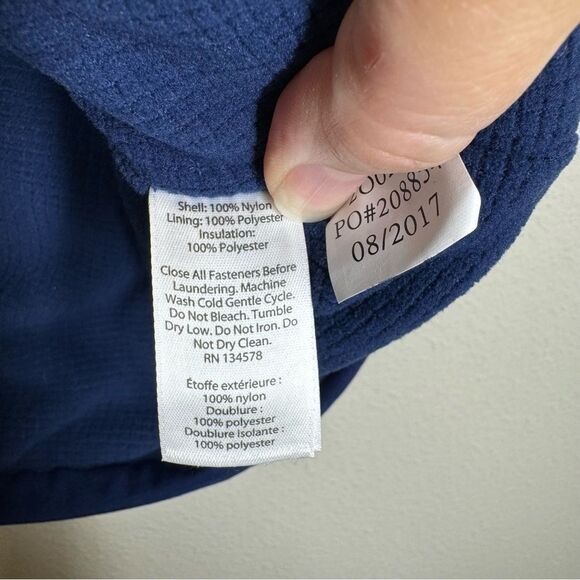 Shell: 100% Nylon
Lining: 100% Polyester
Insulation:
100% Polyester
Close All Fasteners Before
Laundering. Machine
Wash Cold Gentle Cycle.
Do Not Bleach. Tumble
Dry Low. Do Not Iron. Do
Not Dry Clean.
RN 134578
Étoffe extérieure :
100% nylon
Doublure :
100% polyester
Doublure isolante :
100% polyester
08/2017